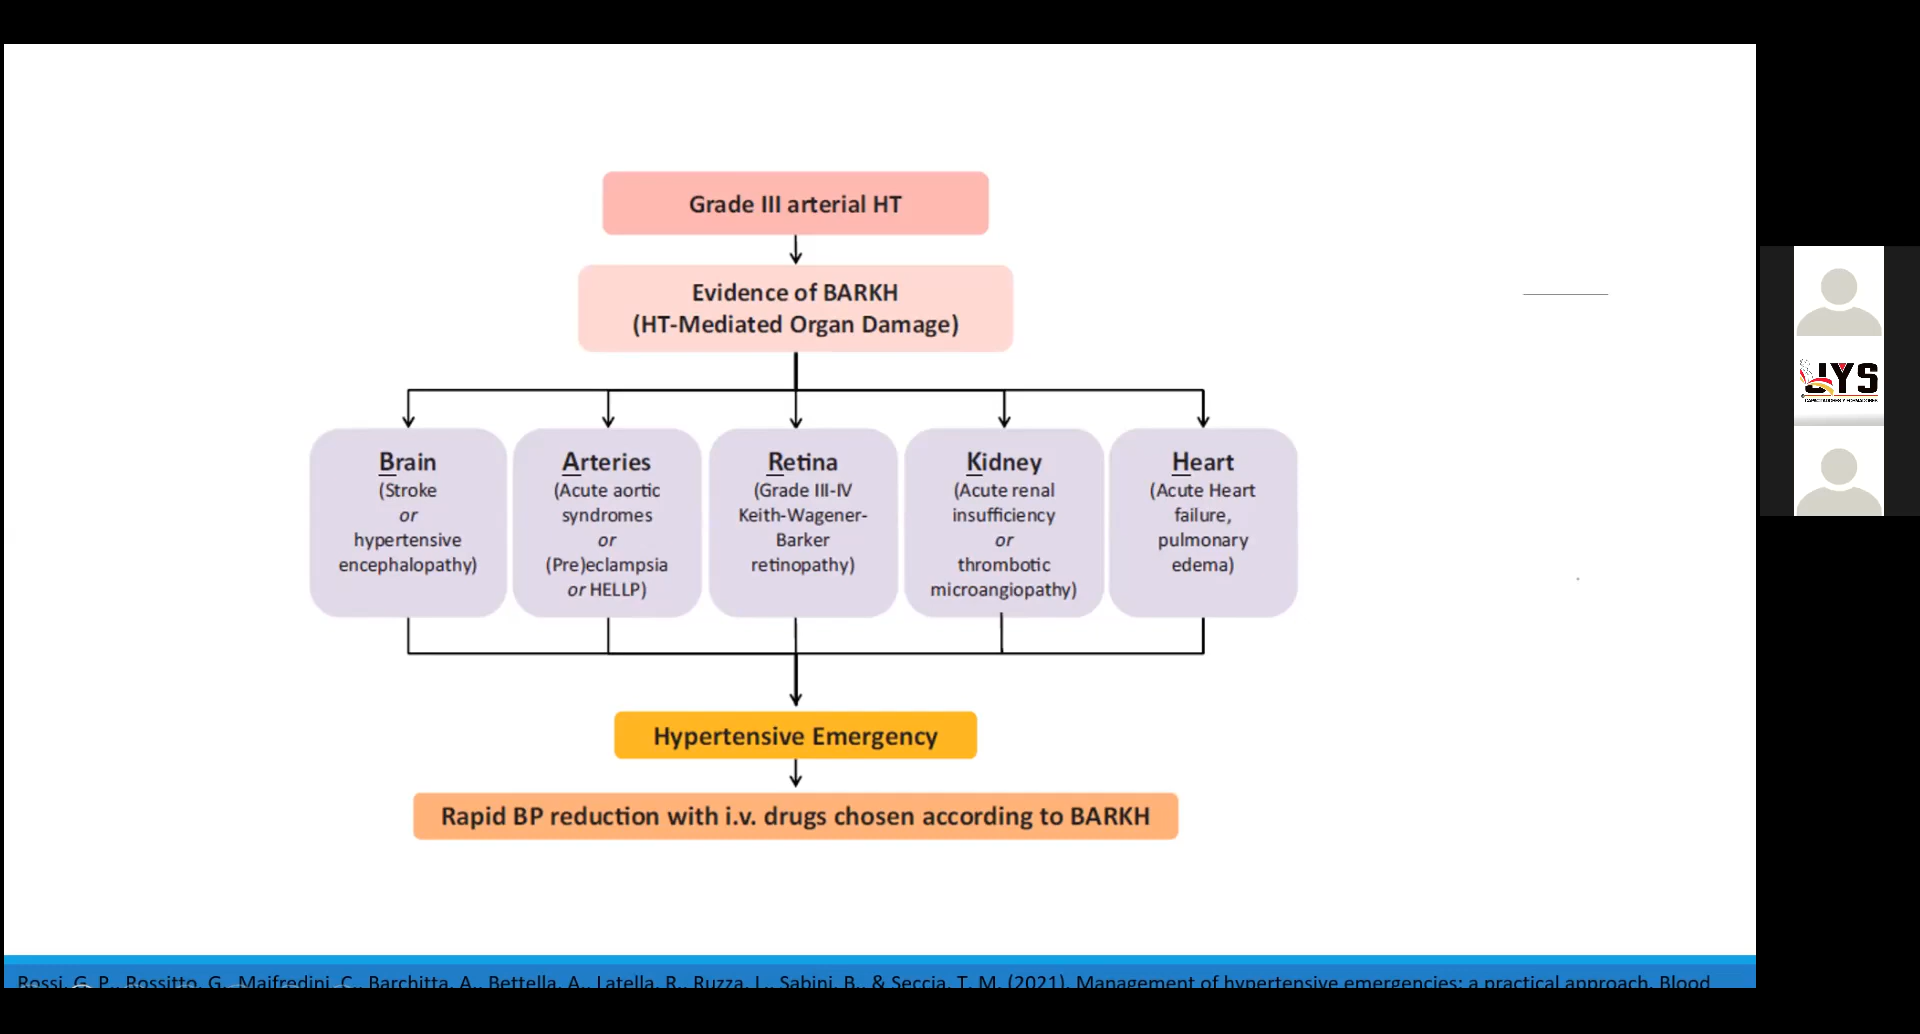 Grade III arterial HT
Evidence of BARKH
(HT-Mediated Organ Damage)
Brain
(Stroke
or
hypertensive
encephalopathy)
Arteries
(Acute aortic
syndromes
or
(Pre)eclampsia
or HELLP)
Retina
(Grade III-IV
Keith-Wagener-
Barker
retinopathy)
Kidney
(Acute renal
insufficiency
or
thrombotic
microangiopathy)
Heart
(Acute Heart
failure,
pulmonary
edema)
Hypertensive Emergency
Rapid BP reduction with i.v. drugs chosen according to BARKH
Rossi, G. P., Rossitto, G., Maifredini, C., Barchitta, A., Bettella, A., Latella, R., Ruzza, L., Sabini, B., & Seccia, T. M. (2021). Management of hypertensive emergencies: a practical approach. Blood
JYS